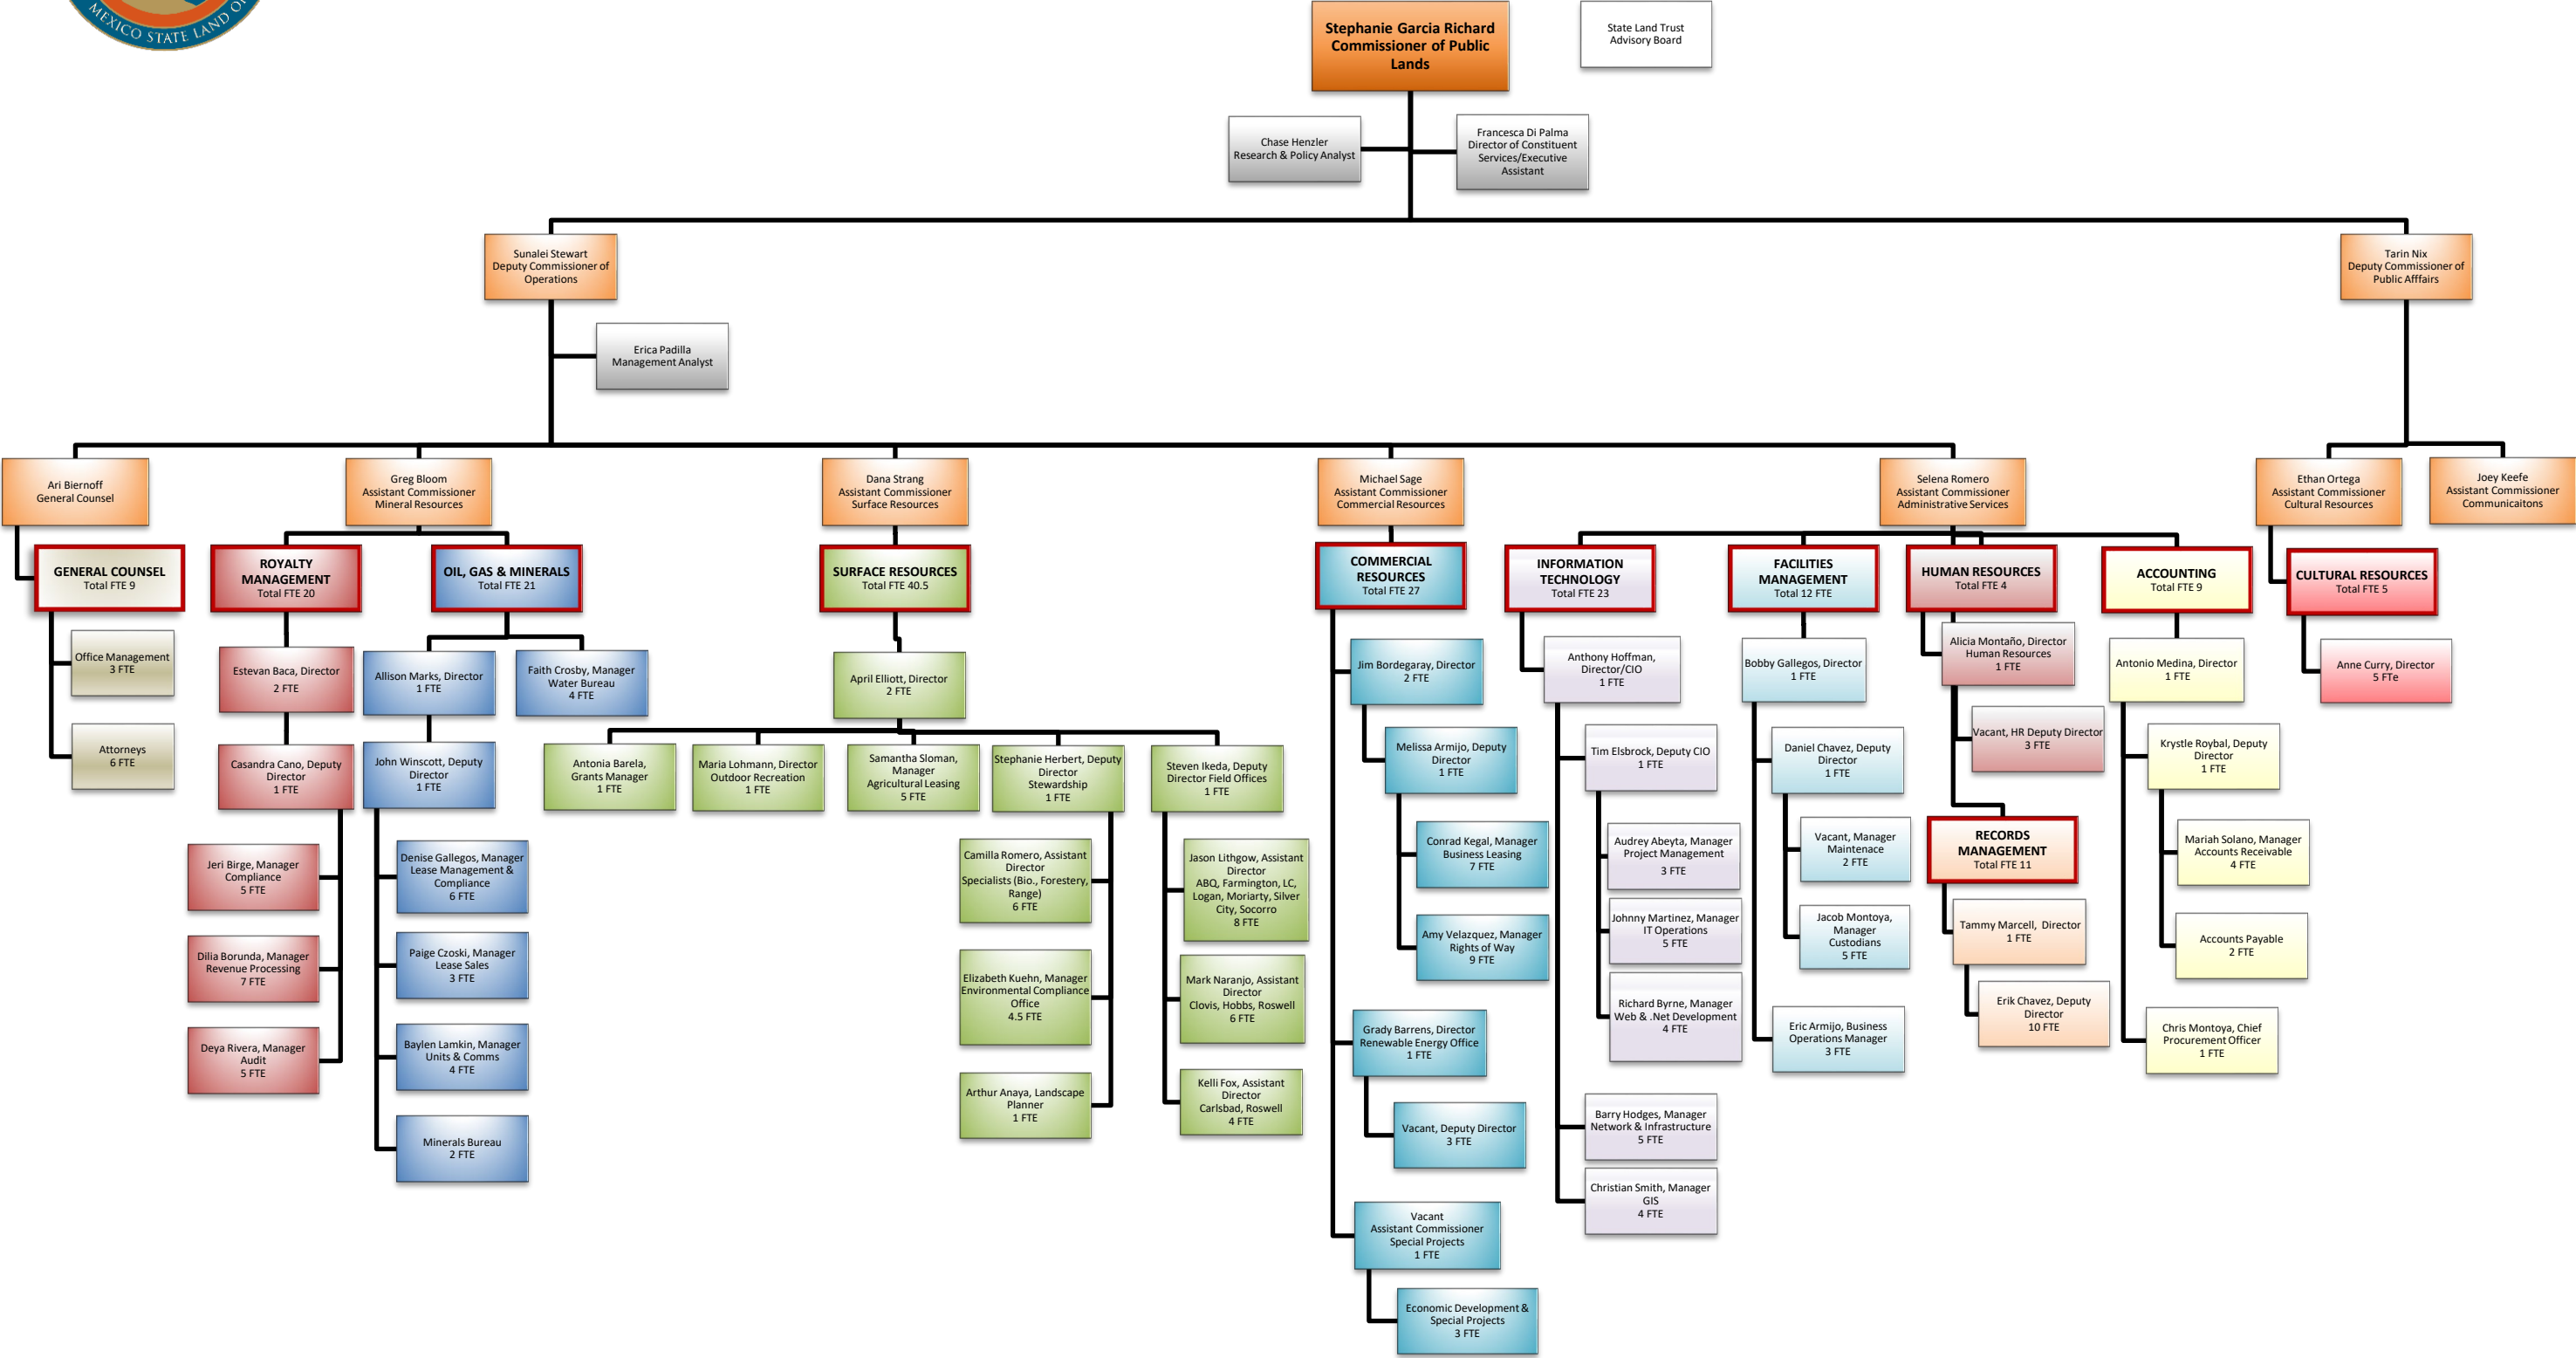 MEXICO STATE LAND OF
Stephanie Garcia Richard
Commissioner of Public
Lands
State Land Trust
Advisory Board
Chase Henzler
Research & Policy Analyst
Francesca Di Palma
Director of Constituent
Services/Executive
Assistant
Sunalei Stewart
Deputy Commissioner of
Operations
Tarin Nix
Deputy Commissioner of
Public Afffairs
Erica Padilla
Management Analyst
Ari Biernoff
General Counsel
Greg Bloom
Assistant Commissioner
Mineral Resources
Dana Strang
Assistant Commissioner
Surface Resources
Michael Sage
Assistant Commissioner
Commercial Resources
Selena Romero
Assistant Commissioner
Administrative Services
Ethan Ortega
Assistant Commissioner
Cultural Resources
Joey Keefe
Assistant Commissioner
Communicaitons
GENERAL COUNSEL
Total FTE 9
Office Management
3 FTE
Attorneys
6 FTE
ROYALTY
MANAGEMENT
Total FTE 20
Estevan Baca, Director
2 FTE
Casandra Cano, Deputy
Director
1 FTE
Jeri Birge, Manager
Compliance
5 FTE
Dilia Borunda, Manager
Revenue Processing
7 FTE
Deya Rivera, Manager
Audit
5 FTE
OIL, GAS & MINERALS
Total FTE 21
Allison Marks, Director
1 FTE
Faith Crosby, Manager
Water Bureau
4 FTE
John Winscott, Deputy
Director
1 FTE
Denise Gallegos, Manager
Lease Management &
Compliance
6 FTE
Paige Czoski, Manager
Lease Sales
3 FTE
Baylen Lamkin, Manager
Units & Comms
4 FTE
Minerals Bureau
2 FTE
SURFACE RESOURCES
Total FTE 40.5
April Elliott, Director
2 FTE
Antonia Barela,
Grants Manager
1 FTE
Maria Lohmann, Director
Outdoor Recreation
1 FTE
Samantha Sloman,
Manager
Agricultural Leasing
5 FTE
Stephanie Herbert, Deputy
Director
Stewardship
1 FTE
Steven Ikeda, Deputy
Director Field Offices
1 FTE
Camilla Romero, Assistant
Director
Specialists (Bio., Forestery,
Range)
6 FTE
Elizabeth Kuehn, Manager
Environmental Compliance
Office
4.5 FTE
Arthur Anaya, Landscape
Planner
1 FTE
Jason Lithgow, Assistant
Director
ABQ, Farmington, LC,
Logan, Moriarty, Silver
City, Socorro
8 FTE
Mark Naranjo, Assistant
Director
Clovis, Hobbs, Roswell
6 FTE
Kelli Fox, Assistant
Director
Carlsbad, Roswell
4 FTE
COMMERCIAL
RESOURCES
Total FTE 27
Jim Bordegaray, Director
2 FTE
Melissa Armijo, Deputy
Director
1 FTE
Conrad Kegal, Manager
Business Leasing
7 FTE
Amy Velazquez, Manager
Rights of Way
9 FTE
Grady Barrens, Director
Renewable Energy Office
1 FTE
Vacant, Deputy Director
3 FTE
Vacant
Assistant Commissioner
Special Projects
1 FTE
Economic Development &
Special Projects
3 FTE
INFORMATION
TECHNOLOGY
Total FTE 23
Anthony Hoffman,
Director/CIO
1 FTE
Tim Elsbrock, Deputy CIO
1 FTE
Audrey Abeyta, Manager
Project Management
3 FTE
Johnny Martinez, Manager
IT Operations
5 FTE
Richard Byrne, Manager
Web & .Net Development
4 FTE
Barry Hodges, Manager
Network & Infrastructure
5 FTE
Christian Smith, Manager
GIS
4 FTE
FACILITIES
MANAGEMENT
Total 12 FTE
Bobby Gallegos, Director
1 FTE
Daniel Chavez, Deputy
Director
1 FTE
Vacant, Manager
Maintenace
2 FTE
Jacob Montoya,
Manager
Custodians
5 FTE
Eric Armijo, Business
Operations Manager
3 FTE
HUMAN RESOURCES
Total FTE 4
Alicia Montaño, Director
Human Resources
1 FTE
Vacant, HR Deputy Director
3 FTE
RECORDS
MANAGEMENT
Total FTE 11
Tammy Marcell, Director
1 FTE
Erik Chavez, Deputy
Director
10 FTE
ACCOUNTING
Total FTE 9
Antonio Medina, Director
1 FTE
Krystle Roybal, Deputy
Director
1 FTE
Mariah Solano, Manager
Accounts Receivable
4 FTE
Accounts Payable
2 FTE
Chris Montoya, Chief
Procurement Officer
1 FTE
CULTURAL RESOURCES
Total FTE 5
Anne Curry, Director
5 FTe